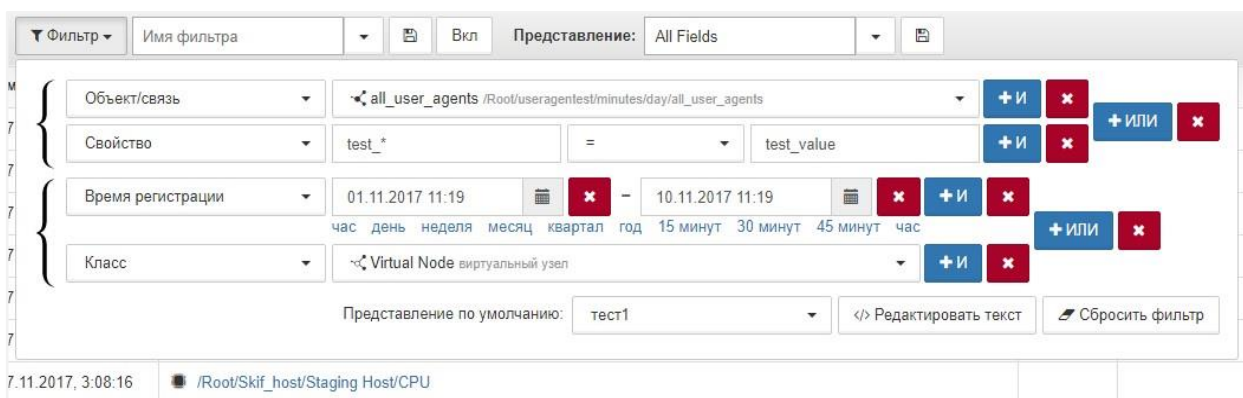 Фильтр Имя фильтра Вкл Представление: All Fields
Объект/связь all_user_agents /Root/useragentest/minutes/day/all_user_agents + И
+ ИЛИ
Свойство test_* = test_value + И
Время регистрации 01.11.2017 11:19 – 10.11.2017 11:19 + И
час день неделя месяц квартал год 15 минут 30 минут 45 минут час
+ ИЛИ
Класс Virtual Node виртуальный узел + И
Представление по умолчанию: тест1 </> Редактировать текст Сбросить фильтр
7.11.2017, 3:08:16 /Root/Skif_host/Staging Host/CPU